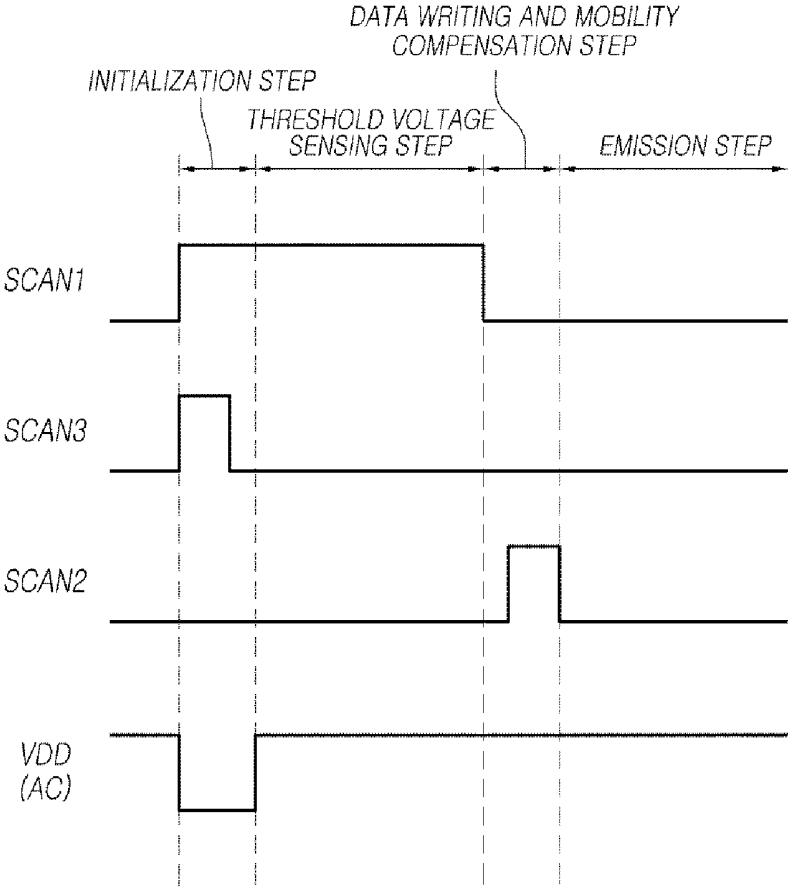 DATA WRITING AND MOBILITY
COMPENSATION STEP
INITIALIZATION STEP
THRESHOLD VOLTAGE
SENSING STEP
EMISSION STEP
SCAN1
SCAN3
SCAN2
VDD
(AC)